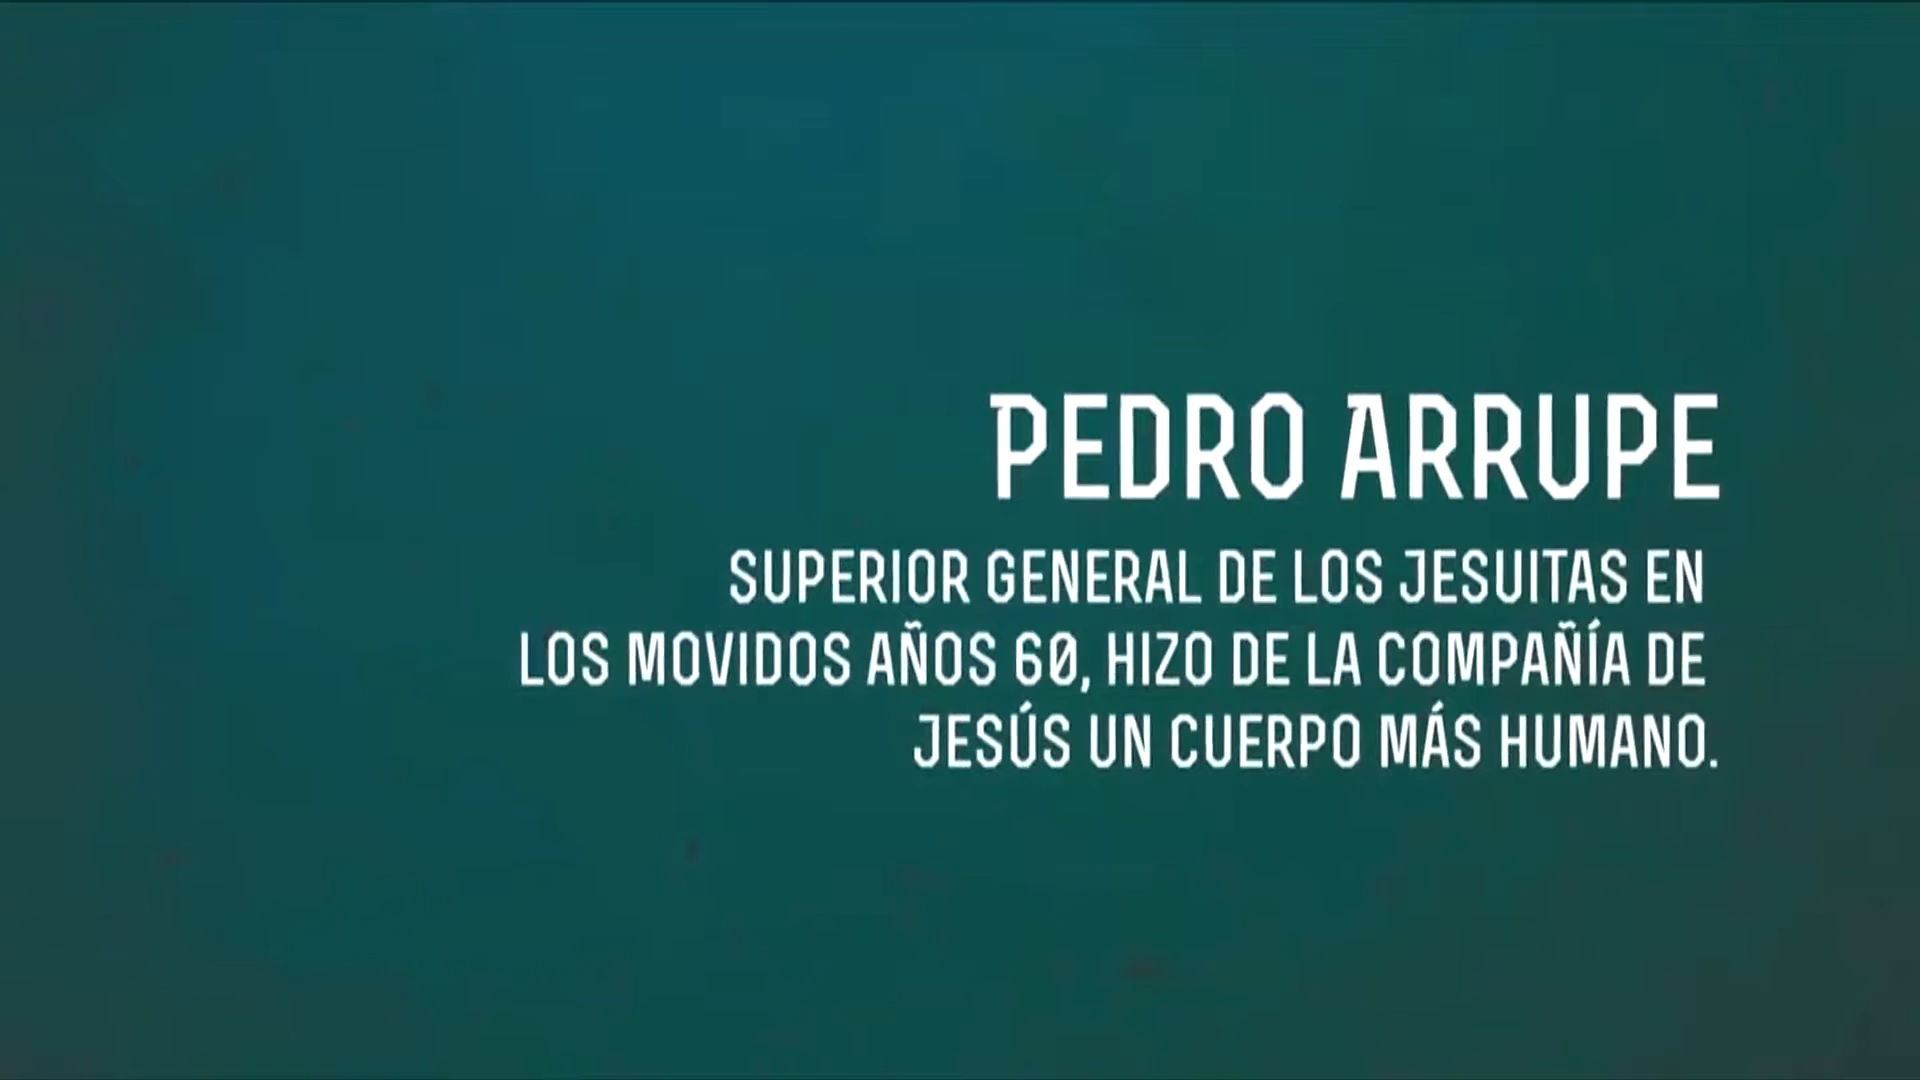 PEDRO ARRUPE
SUPERIOR GENERAL DE LOS JESUITAS EN
LOS MOVIDOS AÑOS 60, HIZO DE LA COMPAÑÍA DE
JESÚS UN CUERPO MÁS HUMANO.